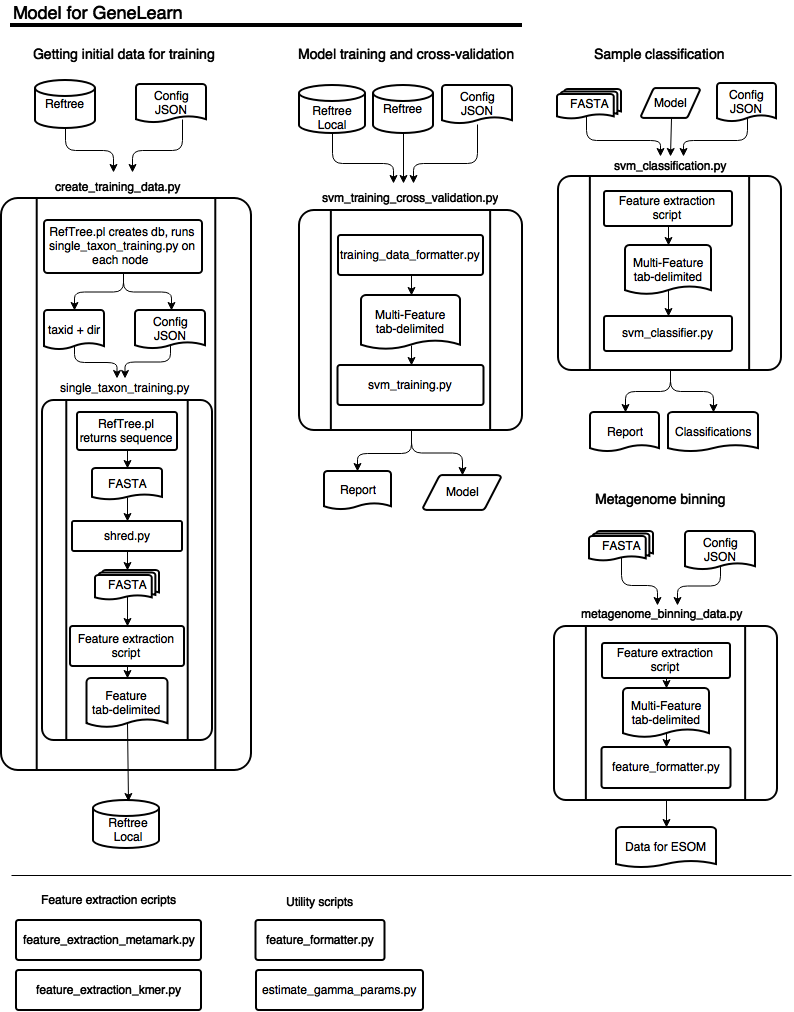 Model for GeneLearn
Getting initial data for training
Reftree
Config
JSON
create_training_data.py
RefTree.pl creates db, runs
single_taxon_training.py on
each node
taxid + dir
Config
JSON
single_taxon_training.py
RefTree.pl
returns sequence
FASTA
shred.py
FASTA
Feature extraction
script
Feature
tab-delimited
Reftree
Local
Model training and cross-validation
Reftree
Local
Reftree
Config
JSON
svm_training_cross_validation.py
training_data_formatter.py
Multi-Feature
tab-delimited
svm_training.py
Report
Model
Sample classification
FASTA
Model
Config
JSON
svm_classification.py
Feature extraction
script
Multi-Feature
tab-delimited
svm_classifier.py
Report
Classifications
Metagenome binning
FASTA
Config
JSON
metagenome_binning_data.py
Feature extraction
script
Multi-Feature
tab-delimited
feature_formatter.py
Data for ESOM
Feature extraction ecripts
feature_extraction_metamark.py
feature_extraction_kmer.py
Utility scripts
feature_formatter.py
estimate_gamma_params.py